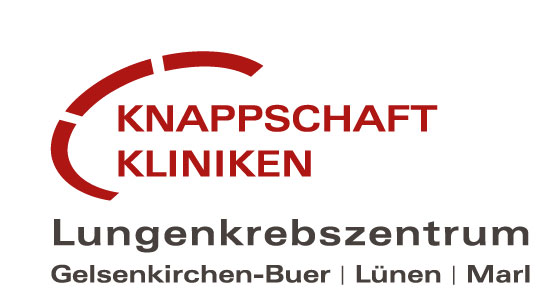 KNAPPSCHAFT
KLINIKEN
Lungenkrebszentrum
Gelsenkirchen-Buer | Lünen | Marl